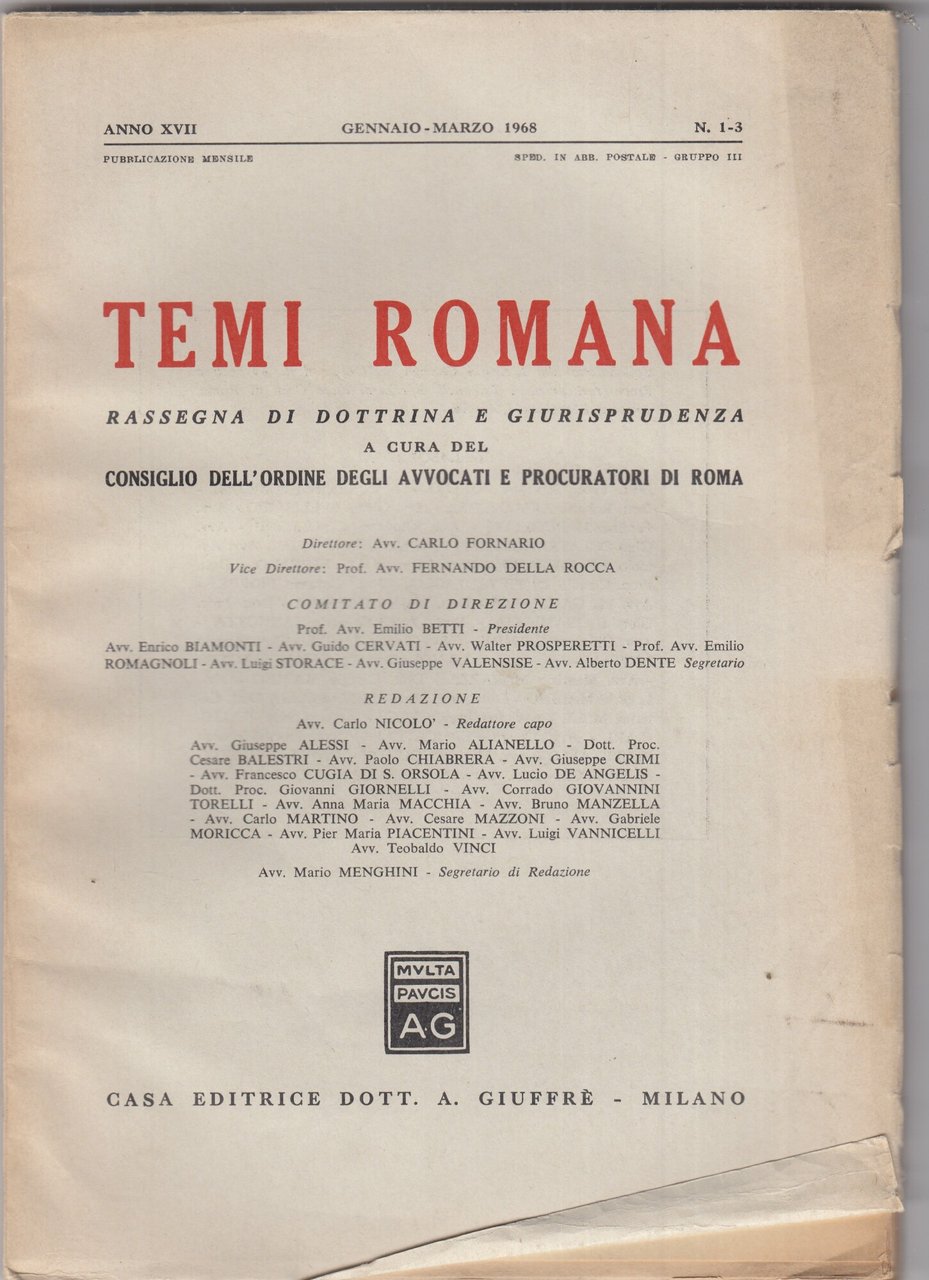 ANNO XVII GENNAIO - MARZO 1968 N. 1-3
PUBBLICAZIONE MENSILE SPED. IN ABB. POSTALE - GRUPPO III
TEMI ROMANA
RASSEGNA DI DOTTRINA E GIURISPRUDENZA
A CURA DEL
CONSIGLIO DELL'ORDINE DEGLI AVVOCATI E PROCURATORI DI ROMA
Direttore: Avv. CARLO FORNARIO
Vice Direttore: Prof. Avv. FERNANDO DELLA ROCCA
COMITATO DI DIREZIONE
Prof. Avv. Emilio BETTI - Presidente
Avv. Enrico BIAMONTI - Avv. Guido CERVATI - Avv. Walter PROSPERETTI - Prof. Avv. Emilio
ROMAGNOLI - Avv. Luigi STORACE - Avv. Giuseppe VALENSISE - Avv. Alberto DENTE Segretario
REDAZIONE
Avv. Carlo NICOLO' - Redattore capo
Avv. Giuseppe ALESSI - Avv. Mario ALIANELLO - Dott. Proc.
Cesare BALESTRI - Avv. Paolo CHIABRERA - Avv. Giuseppe CRIMI
- Avv. Francesco CUGIA DI S. ORSOLA - Avv. Lucio DE ANGELIS -
Dott. Proc. Giovanni GIORNELLI - Avv. Corrado GIOVANNINI
TORELLI - Avv. Anna Maria MACCHIA - Avv. Bruno MANZELLA
- Avv. Carlo MARTINO - Avv. Cesare MAZZONI - Avv. Gabriele
MORICCA - Avv. Pier Maria PIACENTINI - Avv. Luigi VANNICELLI
Avv. Teobaldo VINCI
Avv. Mario MENGHINI - Segretario di Redazione
MVLTA
PAVCIS
A·G
CASA EDITRICE DOTT. A. GIUFFRÈ - MILANO